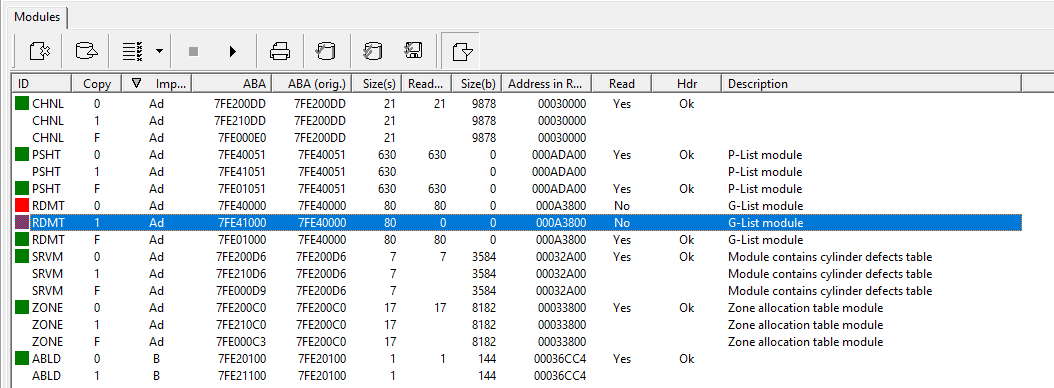 Modules
ID Copy Imp... ABA ABA (orig.) Size(s) Read... Size(b) Address in R... Read Hdr Description
CHNL 0 Ad 7FE200DD 7FE200DD 21 21 9878 00030000 Yes Ok
CHNL 1 Ad 7FE210DD 7FE200DD 21 9878 00030000
CHNL F Ad 7FE000E0 7FE200DD 21 9878 00030000
PSHT 0 Ad 7FE40051 7FE40051 630 630 0 000ADA00 Yes Ok P-List module
PSHT 1 Ad 7FE41051 7FE40051 630 0 000ADA00 P-List module
PSHT F Ad 7FE01051 7FE40051 630 630 0 000ADA00 Yes Ok P-List module
RDMT 0 Ad 7FE40000 7FE40000 80 80 0 000A3800 No G-List module
RDMT 1 Ad 7FE41000 7FE40000 80 0 0 000A3800 No G-List module
RDMT F Ad 7FE01000 7FE40000 80 80 0 000A3800 Yes Ok G-List module
SRVM 0 Ad 7FE200D6 7FE200D6 7 7 3584 00032A00 Yes Ok Module contains cylinder defects table
SRVM 1 Ad 7FE210D6 7FE200D6 7 3584 00032A00 Module contains cylinder defects table
SRVM F Ad 7FE000D9 7FE200D6 7 3584 00032A00 Module contains cylinder defects table
ZONE 0 Ad 7FE200C0 7FE200C0 17 17 8182 00033800 Yes Ok Zone allocation table module
ZONE 1 Ad 7FE210C0 7FE200C0 17 8182 00033800 Zone allocation table module
ZONE F Ad 7FE000C3 7FE200C0 17 8182 00033800 Zone allocation table module
ABLD 0 B 7FE20100 7FE20100 1 1 144 00036CC4 Yes Ok
ABLD 1 B 7FE21100 7FE20100 1 144 00036CC4